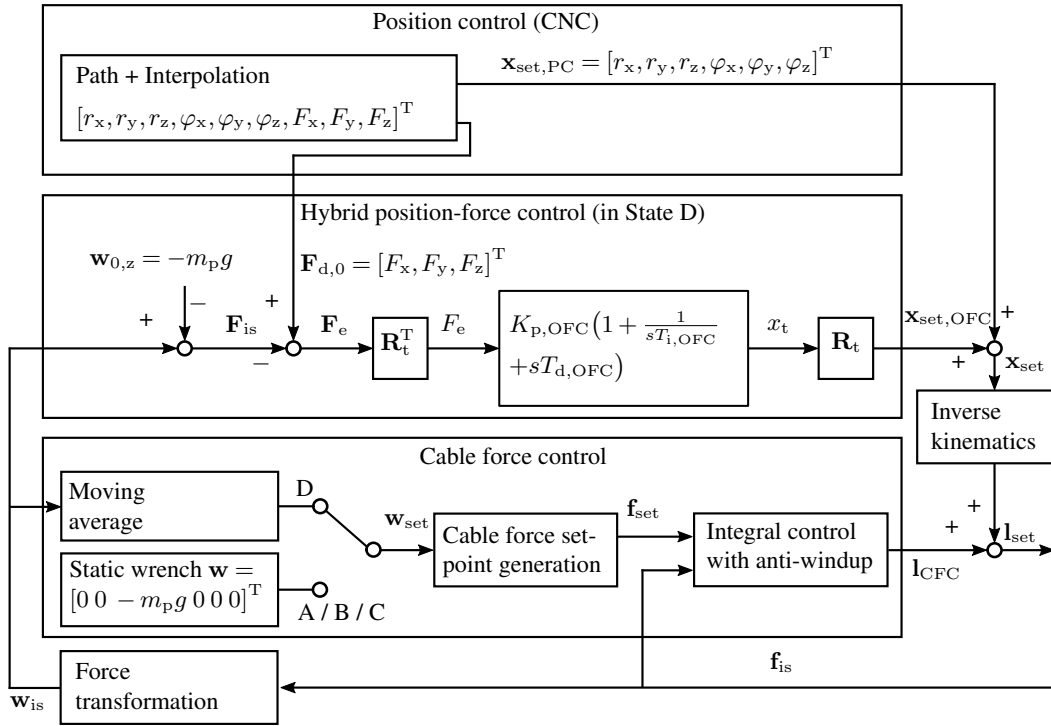 Position control (CNC)
Path + Interpolation
[r_x, r_y, r_z, φ_x, φ_y, φ_z, F_x, F_y, F_z]^T
x_set,PC = [r_x, r_y, r_z, φ_x, φ_y, φ_z]^T
Hybrid position-force control (in State D)
w_0,z = −m_p g
F_d,0 = [F_x, F_y, F_z]^T
−
+
+
F_is
−
F_e
R_t^T
F_e
K_p,OFC(1 + 1/(sT_i,OFC)
+sT_d,OFC)
x_t
R_t
x_set,OFC
+
+
x_set
Inverse
kinematics
Cable force control
Moving
average
D
w_set
Cable force set-
point generation
f_set
Integral control
with anti-windup
+
+
l_set
l_CFC
Static wrench w =
[0 0 − m_p g 0 0 0]^T
A / B / C
Force
transformation
w_is
f_is